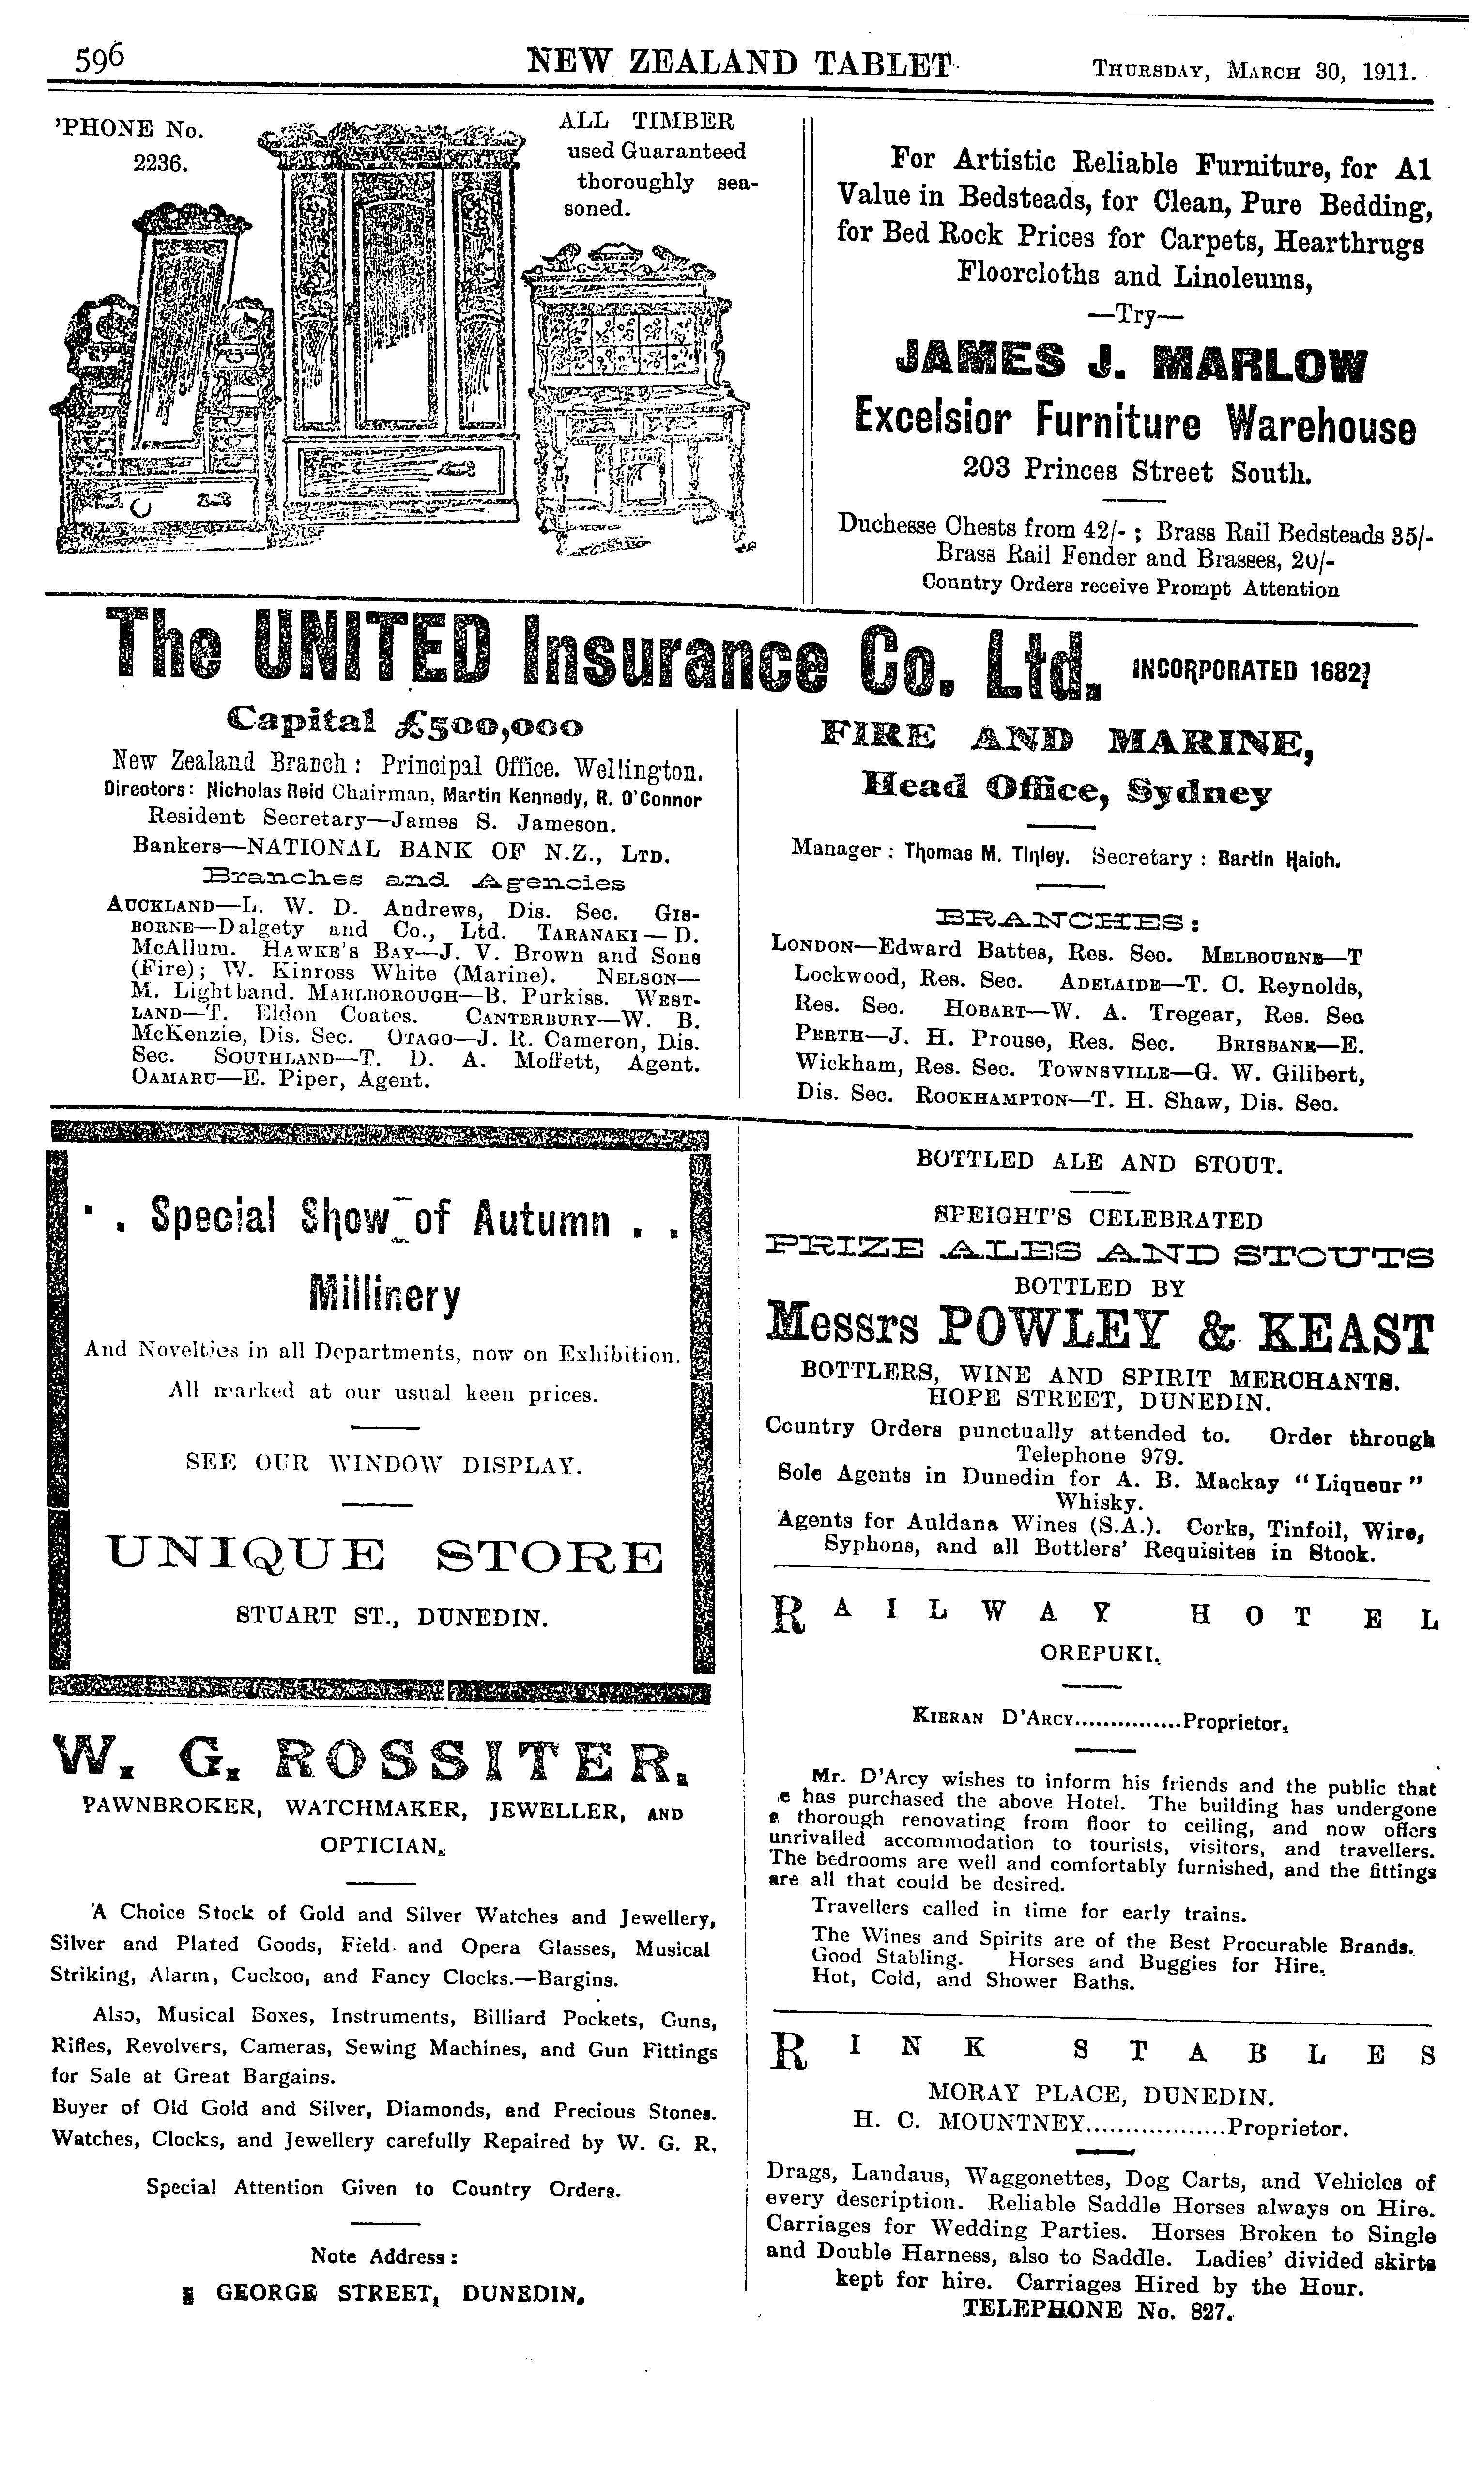 596
NEW ZEALAND TABLET
THURSDAY, MARCH 30, 1911.
'PHONE No.
2236.
ALL TIMBER
used Guaranteed
thoroughly sea-
soned.
For Artistic Reliable Furniture, for A1
Value in Bedsteads, for Clean, Pure Bedding,
for Bed Rock Prices for Carpets, Hearthrugs
Floorcloths and Linoleums,
—Try—
JAMES J. MARLOW
Excelsior Furniture Warehouse
203 Princes Street South.
Duchesse Chests from 42/- ; Brass Rail Bedsteads 35/-
Brass Rail Fender and Brasses, 20/-
Country Orders receive Prompt Attention
The UNITED Insurance Co. Ltd. INCORPORATED 1682
Capital £500,000
New Zealand Branch: Principal Office. Wellington.
Directors: Nicholas Reid Chairman, Martin Kennedy, R. O'Connor
Resident Secretary—James S. Jameson.
Bankers—NATIONAL BANK OF N.Z., LTD.
Branches and Agencies
AUCKLAND—L. W. D. Andrews, Dis. Sec. GIS-
BORNE—Dalgety and Co., Ltd. TARANAKI — D.
McAllum. HAWKE'S BAY—J. V. Brown and Sons
(Fire); W. Kinross White (Marine). NELSON—
M. Lightband. MARLBOROUGH—B. Purkiss. WEST-
LAND—T. Eldon Coates. CANTERBURY—W. B.
McKenzie, Dis. Sec. OTAGO—J. R. Cameron, Dis.
Sec. SOUTHLAND—T. D. A. Moffett, Agent.
OAMARU—E. Piper, Agent.
FIRE AND MARINE,
Head Office, Sydney
Manager: Thomas M. Tinley. Secretary: Bartin Haigh.
BRANCHES:
LONDON—Edward Battes, Res. Sec. MELBOURNE—T
Lockwood, Res. Sec. ADELAIDE—T. C. Reynolds,
Res. Sec. HOBART—W. A. Tregear, Res. Sec
PERTH—J. H. Prouse, Res. Sec. BRISBANE—E.
Wickham, Res. Sec. TOWNSVILLE—G. W. Gilibert,
Dis. Sec. ROCKHAMPTON—T. H. Shaw, Dis. Sec.
. . Special Show of Autumn . .
Millinery
And Novelties in all Departments, now on Exhibition.
All marked at our usual keen prices.
SEE OUR WINDOW DISPLAY.
UNIQUE STORE
STUART ST., DUNEDIN.
W. G. ROSSITER.
PAWNBROKER, WATCHMAKER, JEWELLER, AND
OPTICIAN.
A Choice Stock of Gold and Silver Watches and Jewellery,
Silver and Plated Goods, Field and Opera Glasses, Musical
Striking, Alarm, Cuckoo, and Fancy Clocks.—Bargins.
Also, Musical Boxes, Instruments, Billiard Pockets, Guns,
Rifles, Revolvers, Cameras, Sewing Machines, and Gun Fittings
for Sale at Great Bargains.
Buyer of Old Gold and Silver, Diamonds, and Precious Stones.
Watches, Clocks, and Jewellery carefully Repaired by W. G. R.
Special Attention Given to Country Orders.
Note Address:
GEORGE STREET, DUNEDIN.
BOTTLED ALE AND STOUT.
SPEIGHT'S CELEBRATED
PRIZE ALES AND STOUTS
BOTTLED BY
Messrs POWLEY & KEAST
BOTTLERS, WINE AND SPIRIT MERCHANTS.
HOPE STREET, DUNEDIN.
Country Orders punctually attended to. Order through
Telephone 979.
Sole Agents in Dunedin for A. B. Mackay "Liqueur"
Whisky.
Agents for Auldana Wines (S.A.). Corks, Tinfoil, Wire,
Syphons, and all Bottlers' Requisites in Stock.
RAILWAY HOTEL
OREPUKI.
KIERAN D'ARCY...............Proprietor.
Mr. D'Arcy wishes to inform his friends and the public that
e has purchased the above Hotel. The building has undergone
a thorough renovating from floor to ceiling, and now offers
unrivalled accommodation to tourists, visitors, and travellers.
The bedrooms are well and comfortably furnished, and the fittings
are all that could be desired.
Travellers called in time for early trains.
The Wines and Spirits are of the Best Procurable Brands.
Good Stabling. Horses and Buggies for Hire.
Hot, Cold, and Shower Baths.
RINK STABLES
MORAY PLACE, DUNEDIN.
H. C. MOUNTNEY..................Proprietor.
Drags, Landaus, Waggonettes, Dog Carts, and Vehicles of
every description. Reliable Saddle Horses always on Hire.
Carriages for Wedding Parties. Horses Broken to Single
and Double Harness, also to Saddle. Ladies' divided skirts
kept for hire. Carriages Hired by the Hour.
TELEPHONE No. 827.